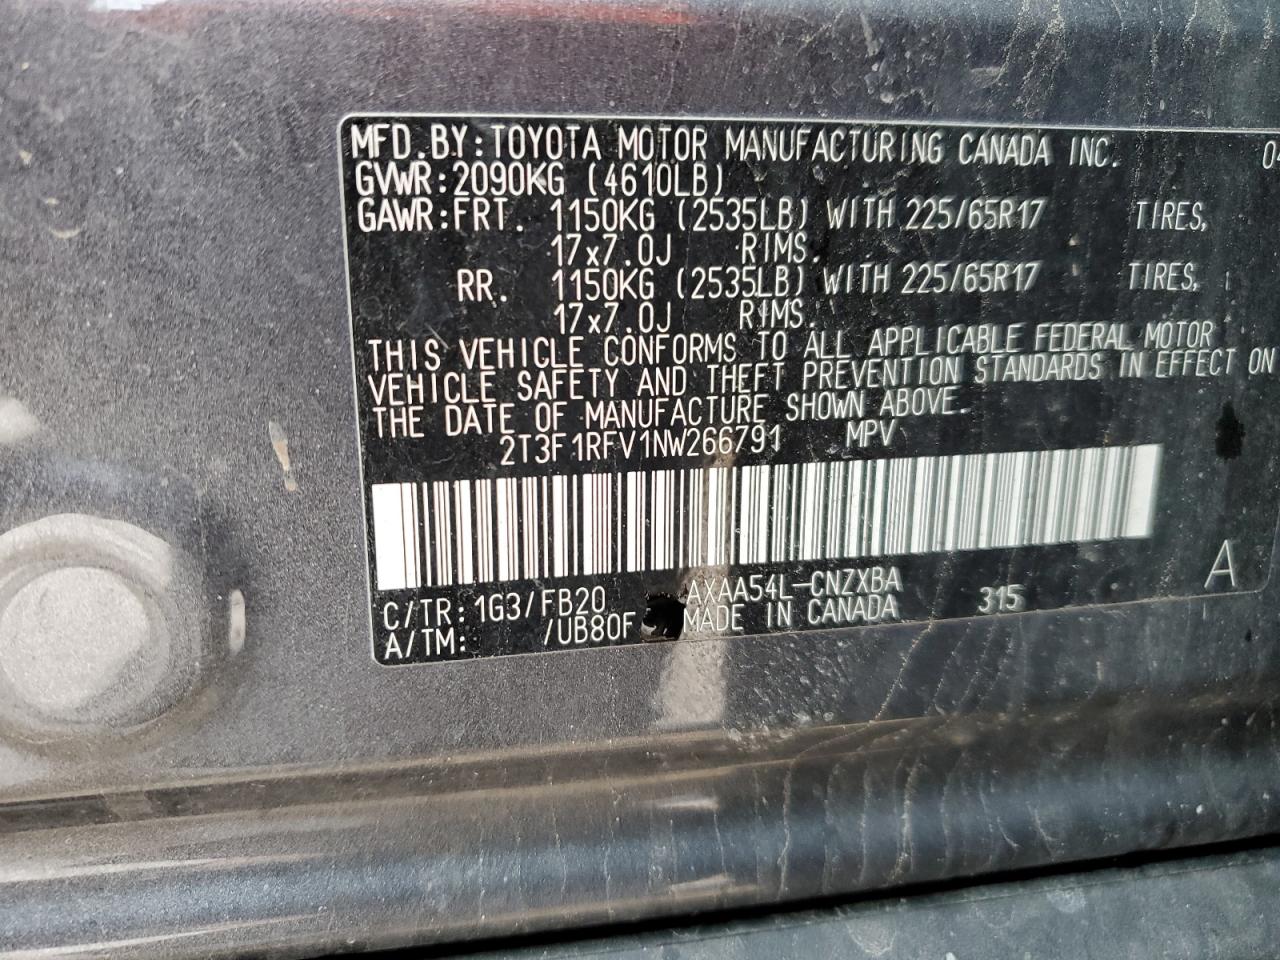 MFD.BY:TOYOTA MOTOR MANUFACTURING CANADA INC. 04
GVWR:2090KG (4610LB)
GAWR:FRT. 1150KG (2535LB) WITH 225/65R17 TIRES,
17x7.0J RIMS.
RR. 1150KG (2535LB) WITH 225/65R17 TIRES,
17x7.0J RIMS.
THIS VEHICLE CONFORMS TO ALL APPLICABLE FEDERAL MOTOR
VEHICLE SAFETY AND THEFT PREVENTION STANDARDS IN EFFECT ON
THE DATE OF MANUFACTURE SHOWN ABOVE.
2T3F1RFV1NW266791 MPV
C/TR: 1G3/FB20 AXAA54L-CNZXBA 315 A
A/TM: /UB80F MADE IN CANADA